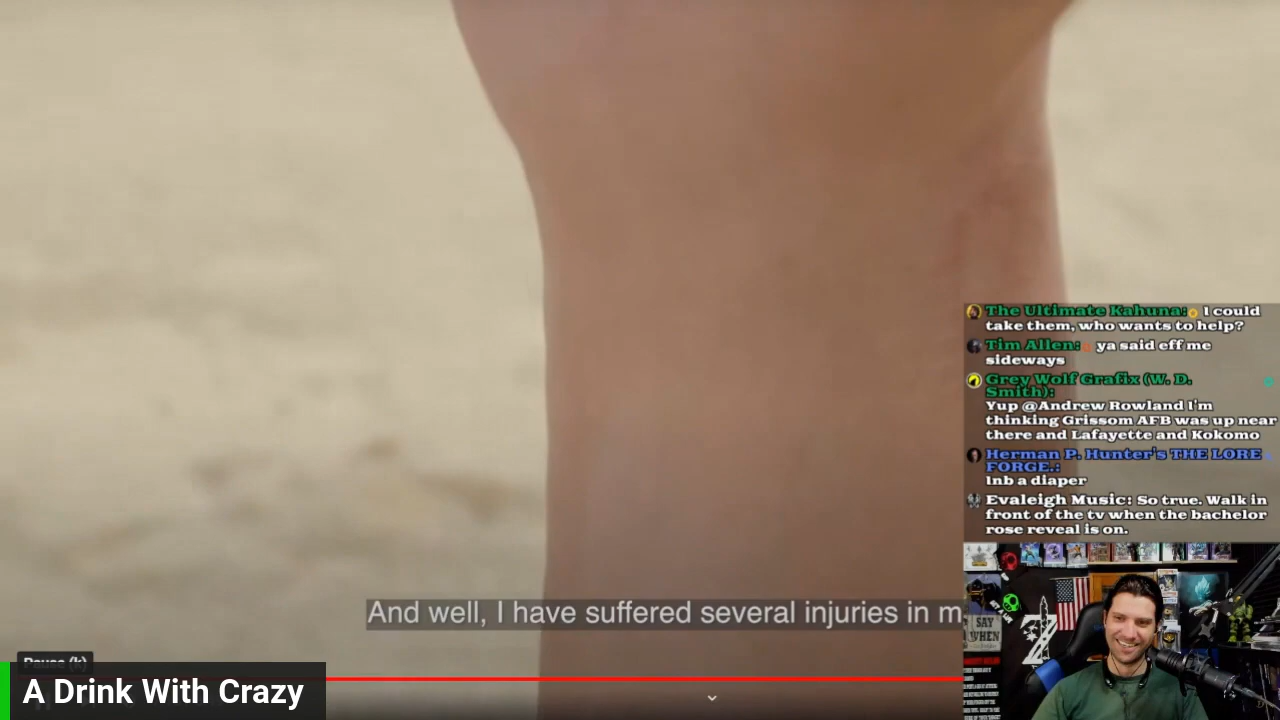 The Ultimate Kahuna: I could
take them, who wants to help?
Tim Allen: ya said eff me
sideways
Grey Wolf Grafix (W. D.
Smith):
Yup @Andrew Rowland I'm
thinking Grissom AFB was up near
there and Lafayette and Kokomo
Herman P. Hunter's THE LORE
FORGE.:
Inb a diaper
Evaleigh Music: So true. Walk in
front of the tv when the bachelor
rose reveal is on.
And well, I have suffered several injuries in m
SAY
WHEN
Pause (k)
A Drink With Crazy